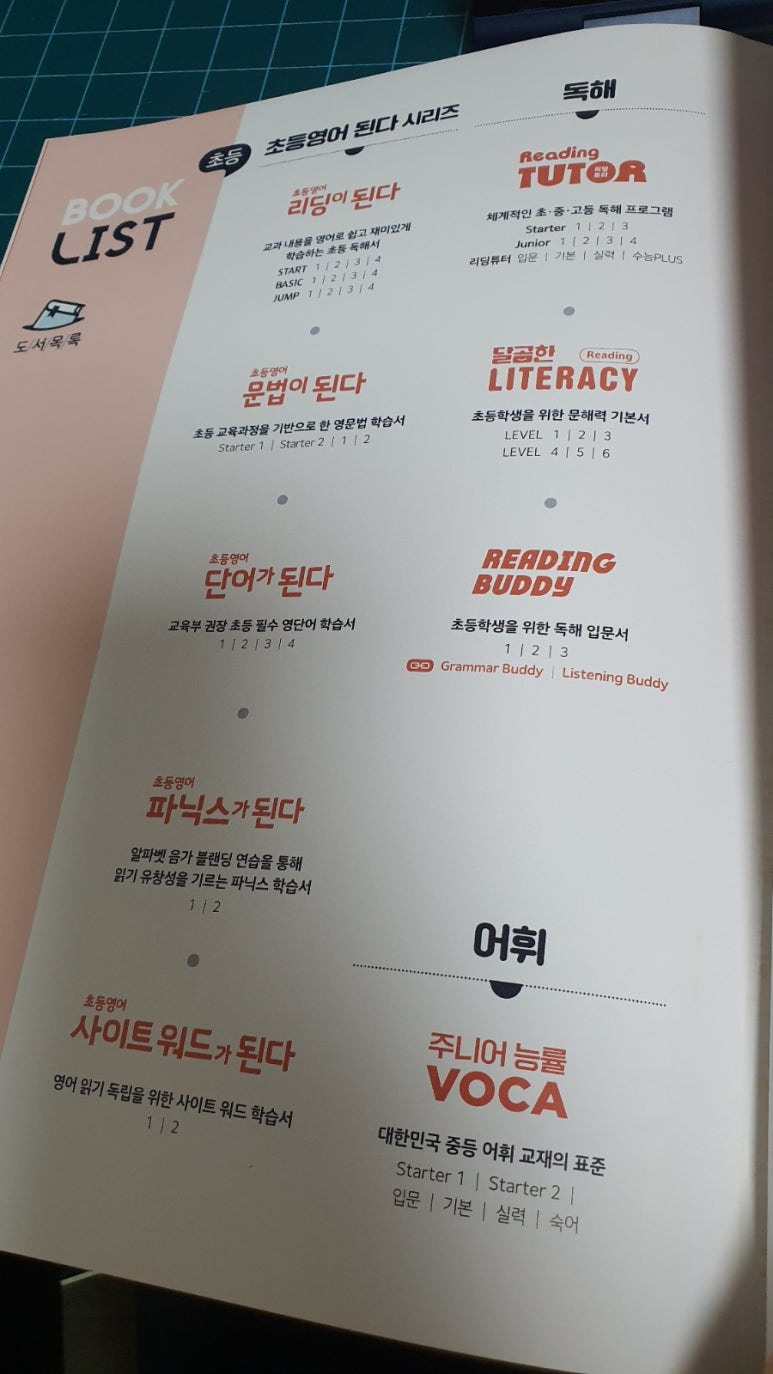 BOOK
LIST
도/서/목/록
초등
초등영어 된다 시리즈
초등영어
리딩이 된다
교과 내용을 영어로 쉽고 재미있게
학습하는 초등 독해서
START 1 | 2 | 3 | 4
BASIC 1 | 2 | 3 | 4
JUMP 1 | 2 | 3 | 4
초등영어
문법이 된다
초등 교육과정을 기반으로 한 영문법 학습서
Starter 1 | Starter 2 | 1 | 2
초등영어
단어가 된다
교육부 권장 초등 필수 영단어 학습서
1 | 2 | 3 | 4
초등영어
파닉스가 된다
알파벳 음가 블랜딩 연습을 통해
읽기 유창성을 기르는 파닉스 학습서
1 | 2
초등영어
사이트 워드가 된다
영어 읽기 독립을 위한 사이트 워드 학습서
1 | 2
독해
Reading
TUTOR
리딩
튜터
체계적인 초·중·고등 독해 프로그램
Starter 1 | 2 | 3
Junior 1 | 2 | 3 | 4
리딩튜터 입문 | 기본 | 실력 | 수능PLUS
달곰한 Reading
LITERACY
초등학생을 위한 문해력 기본서
LEVEL 1 | 2 | 3
LEVEL 4 | 5 | 6
READING
BUDDY
초등학생을 위한 독해 입문서
1 | 2 | 3
Grammar Buddy | Listening Buddy
어휘
주니어 능률
VOCA
대한민국 중등 어휘 교재의 표준
Starter 1 | Starter 2 |
입문 | 기본 | 실력 | 숙어